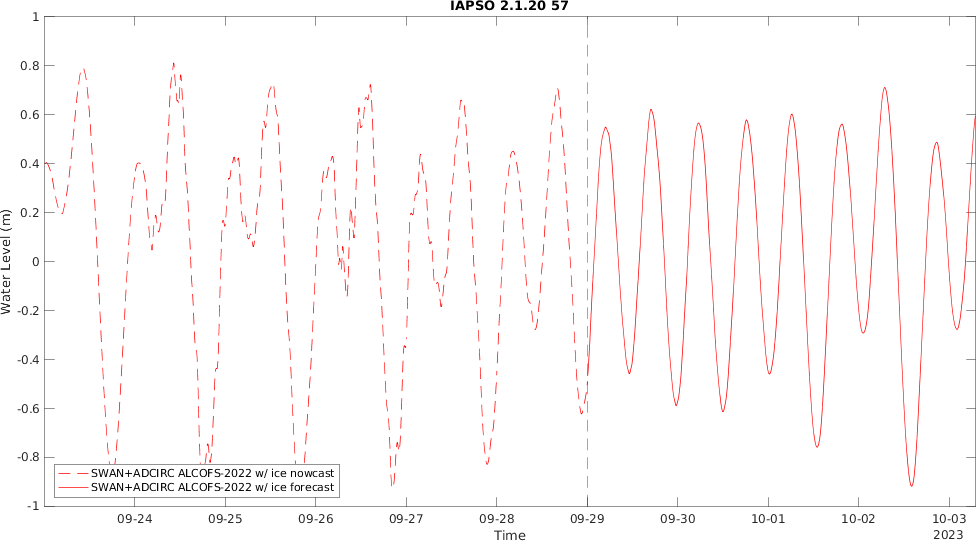 IAPSO 2.1.20 57
1
0.8
0.6
0.4
0.2
0
-0.2
-0.4
-0.6
-0.8
-1
Water Level (m)
SWAN+ADCIRC ALCOFS-2022 w/ ice nowcast
SWAN+ADCIRC ALCOFS-2022 w/ ice forecast
09-24 09-25 09-26 09-27 09-28 09-29 09-30 10-01 10-02 10-03
2023
Time